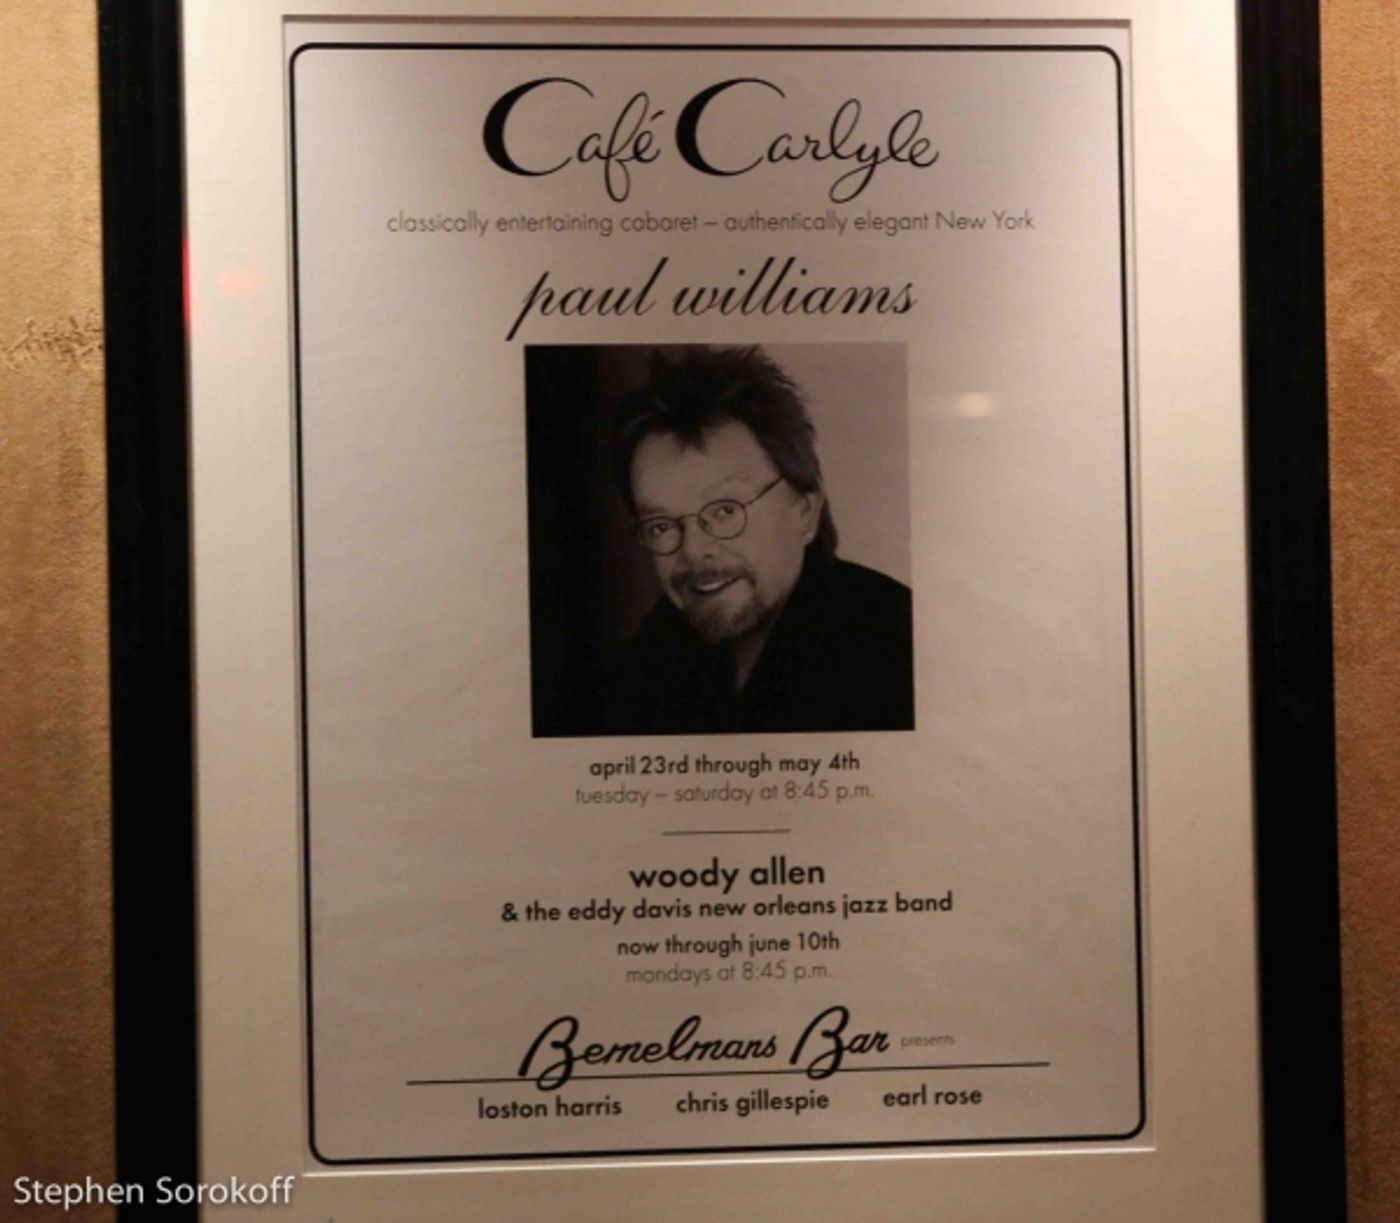 Café Carlyle
classically entertaining cabaret – authentically elegant New York
paul williams
april 23rd through may 4th
tuesday – saturday at 8:45 p.m.
woody allen
& the eddy davis new orleans jazz band
now through june 10th
mondays at 8:45 p.m.
Bemelmans Bar presents
loston harris chris gillespie earl rose
Stephen Sorokoff